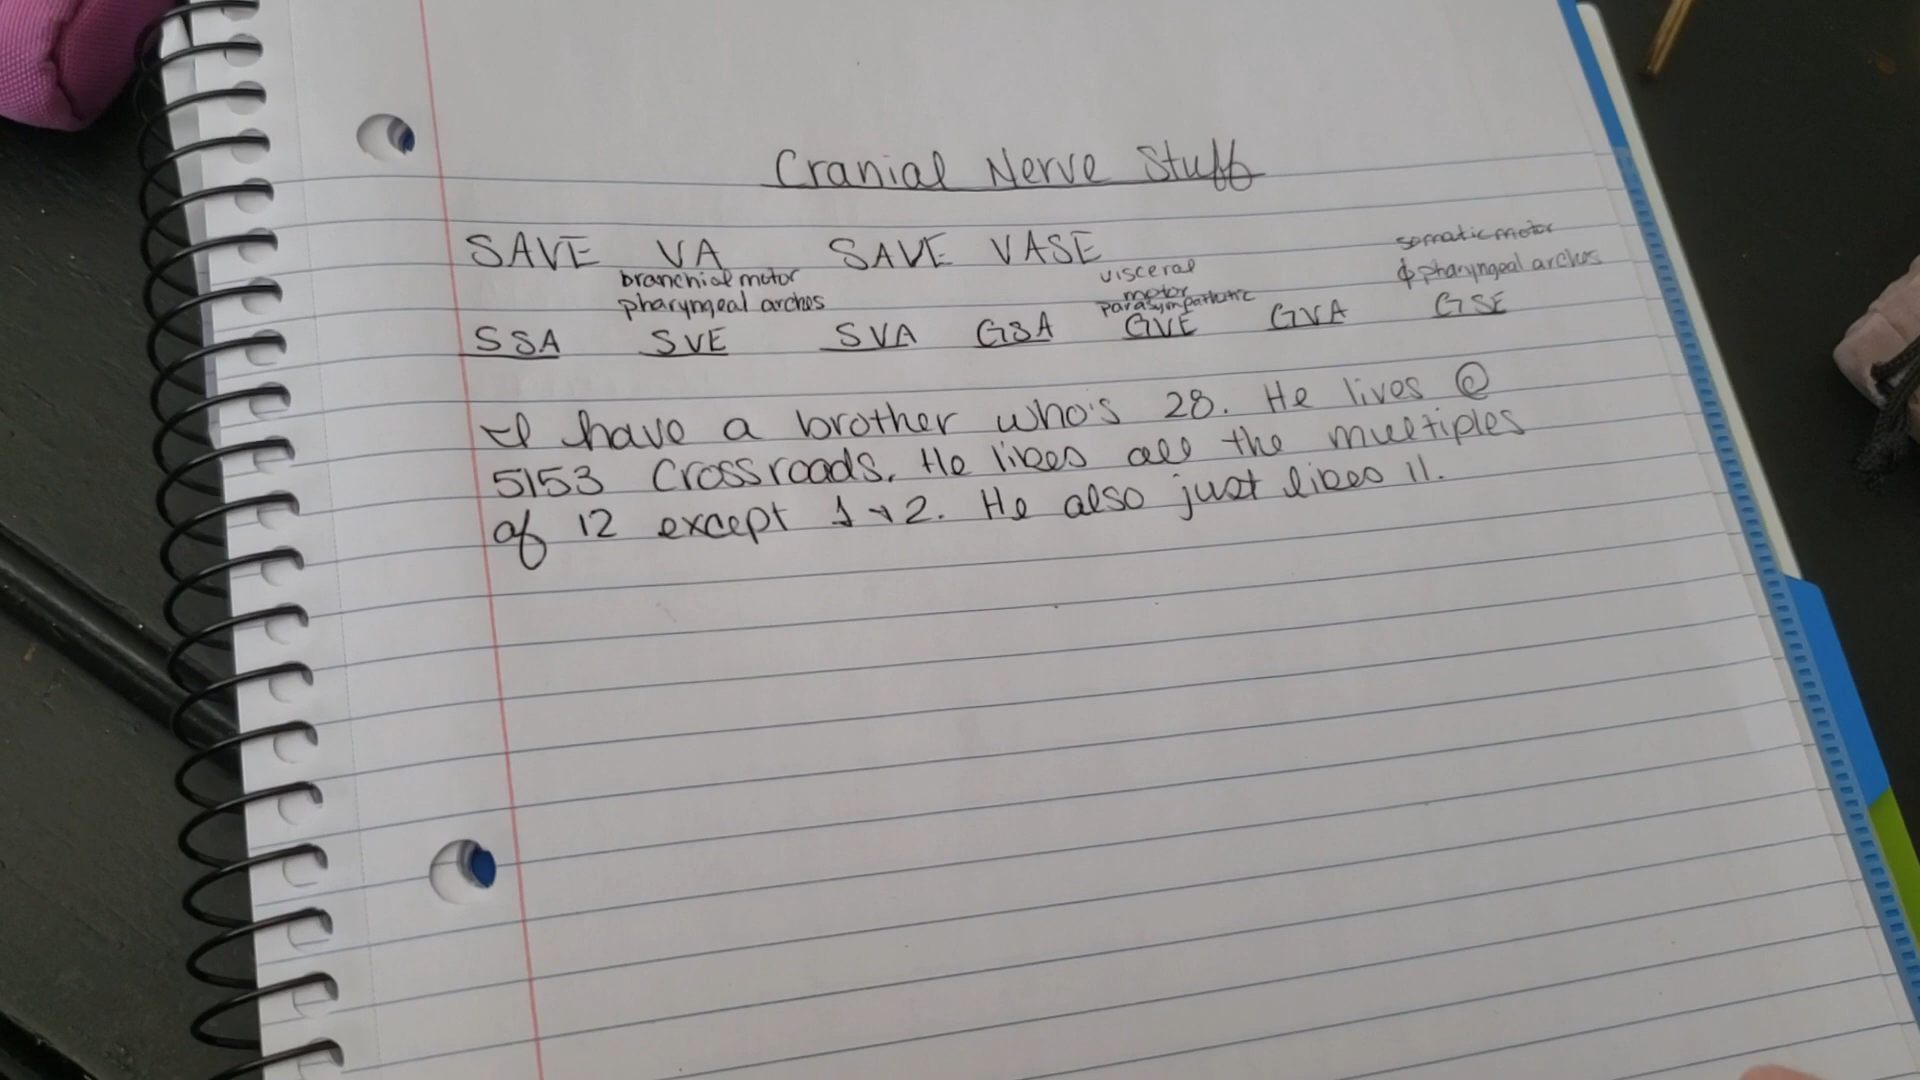 Cranial Nerve Stuff
SAVE VA SAVE VASE
branchial motor
pharyngeal arches
visceral
motor
parasympathetic
somatic motor
ɸ pharyngeal arches
SSA SVE SVA GSA GVE GVA GSE
I have a brother who's 28. He lives @
5153 Crossroads. He likes all the multiples
of 12 except 1 + 2. He also just likes 11.